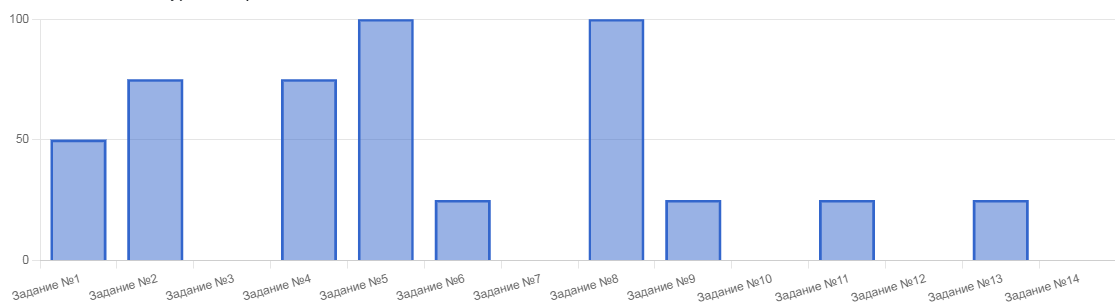 100
50
0
Задание №1
Задание №2
Задание №3
Задание №4
Задание №5
Задание №6
Задание №7
Задание №8
Задание №9
Задание №10
Задание №11
Задание №12
Задание №13
Задание №14